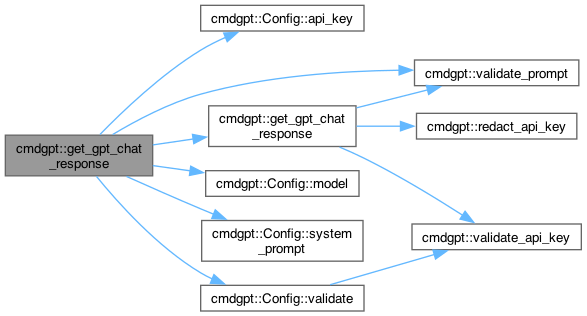 cmdgpt::Config::api_key
cmdgpt::validate_prompt
cmdgpt::get_gpt_chat
_response
cmdgpt::redact_api_key
cmdgpt::get_gpt_chat
_response
cmdgpt::Config::model
cmdgpt::Config::system
_prompt
cmdgpt::validate_api_key
cmdgpt::Config::validate